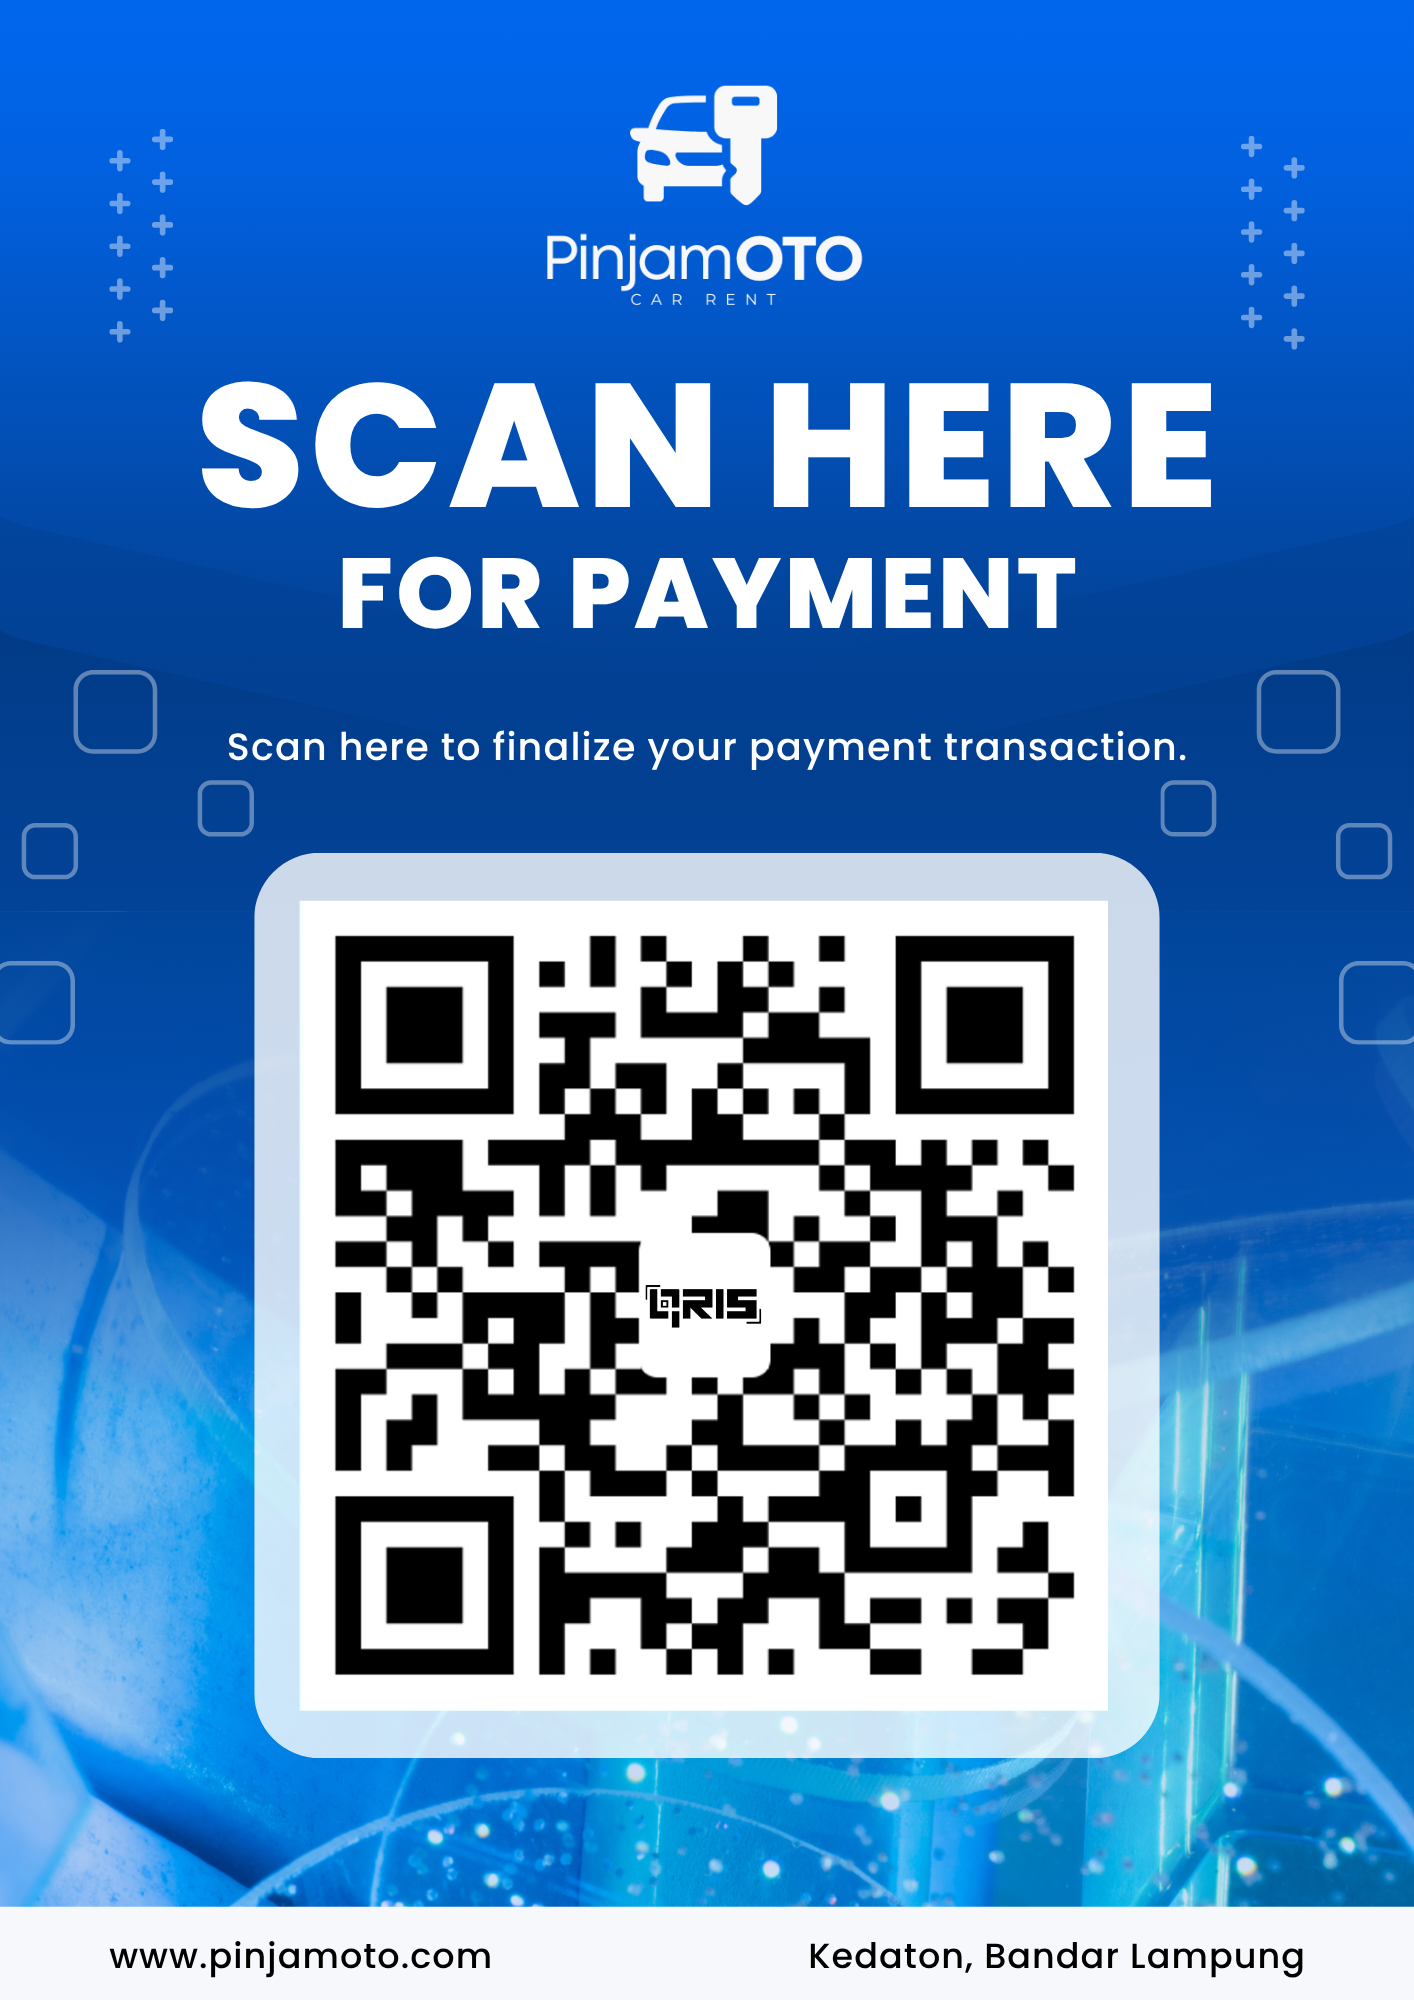 PinjamOTO
CAR RENT
SCAN HERE
FOR PAYMENT
Scan here to finalize your payment transaction.
QRIS
www.pinjamoto.com
Kedaton, Bandar Lampung